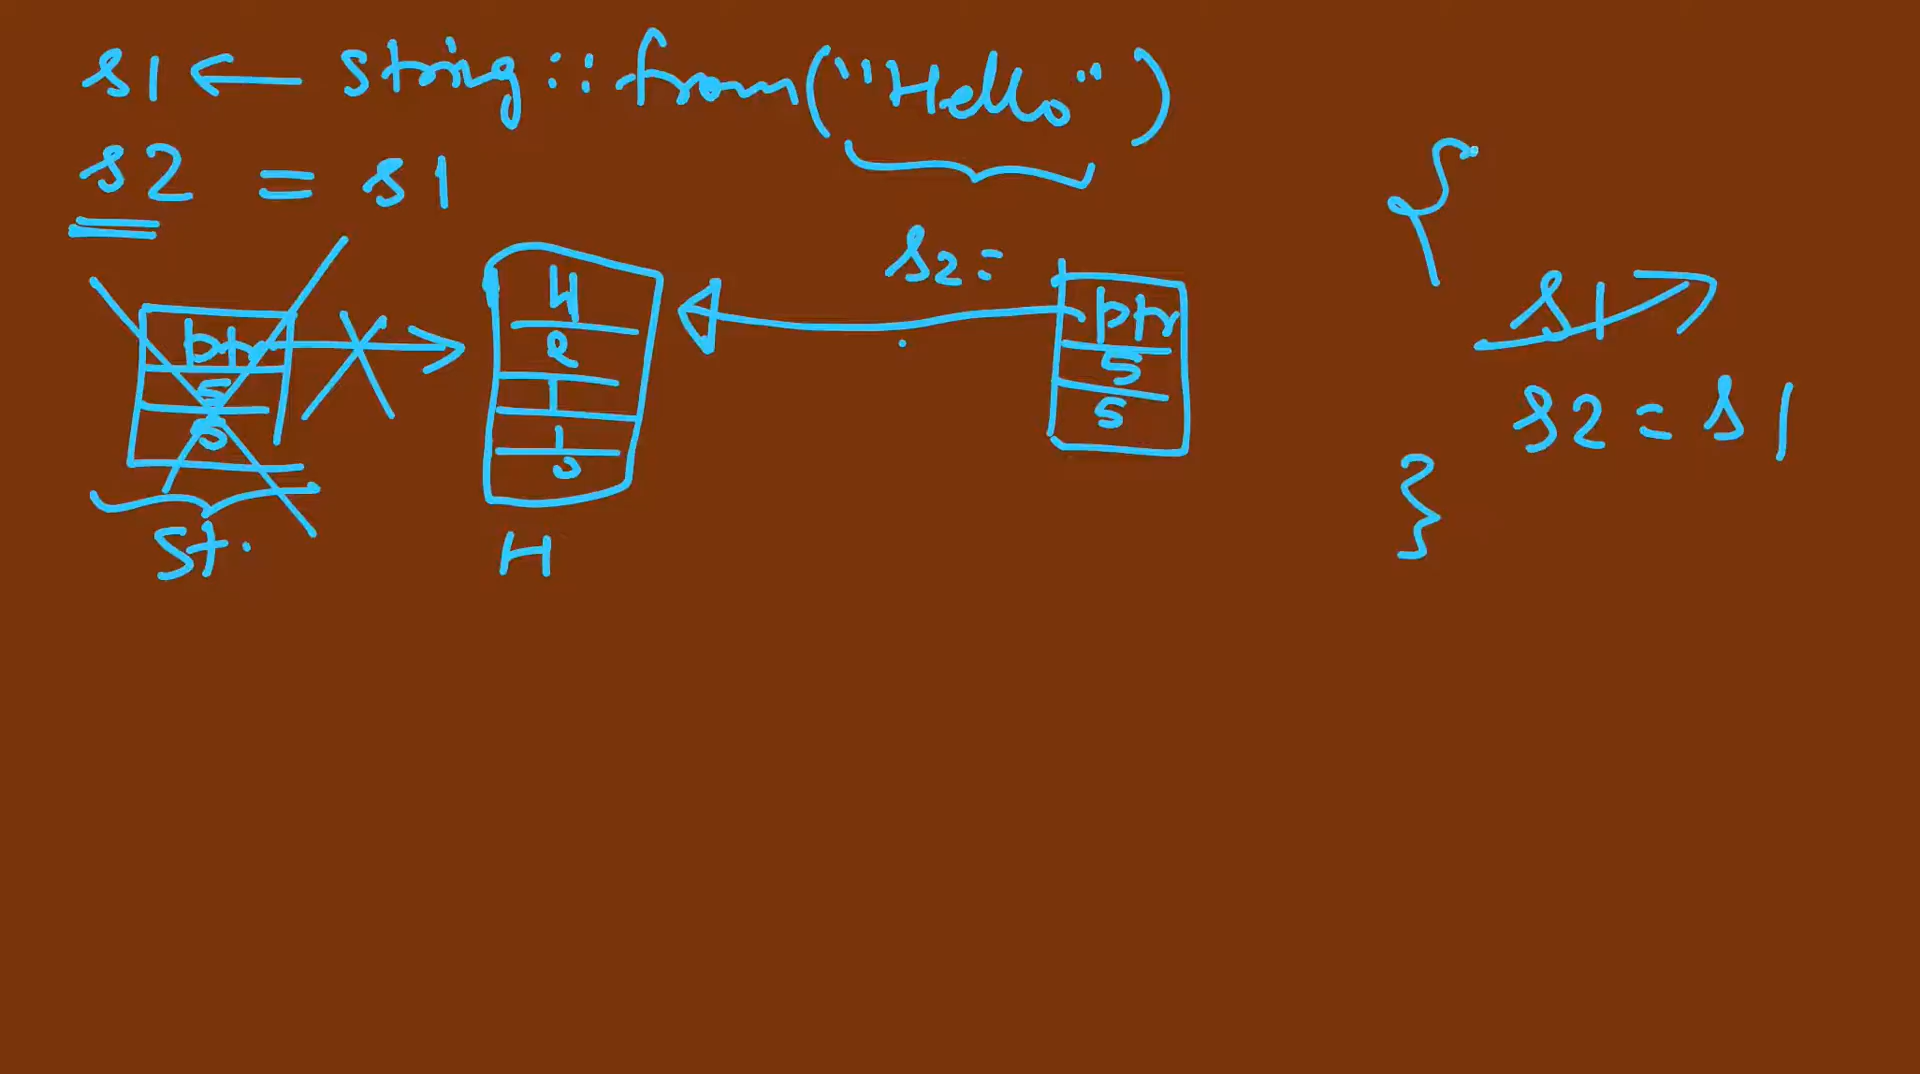 s1 ← string::from("Hello")
s2 = s1
s2 =
ptr
5
5
H
e
l
l
o
ptr
5
5
St.
H
{
s1
s2 = s1
}